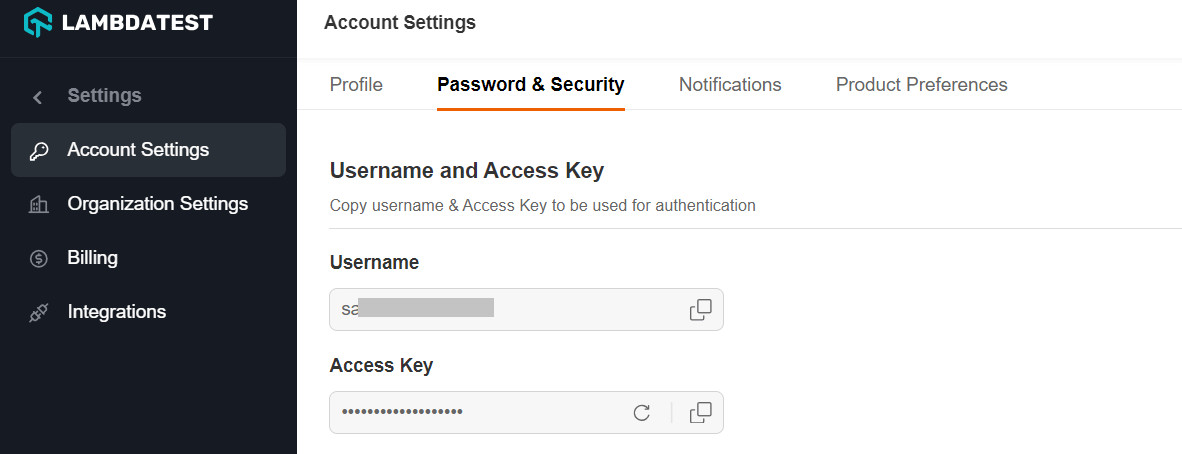 LAMBDATEST
Settings
Account Settings
Organization Settings
Billing
Integrations
Account Settings
Profile
Password & Security
Notifications
Product Preferences
Username and Access Key
Copy username & Access Key to be used for authentication
Username
sa
Access Key
•••••••••••••••••••